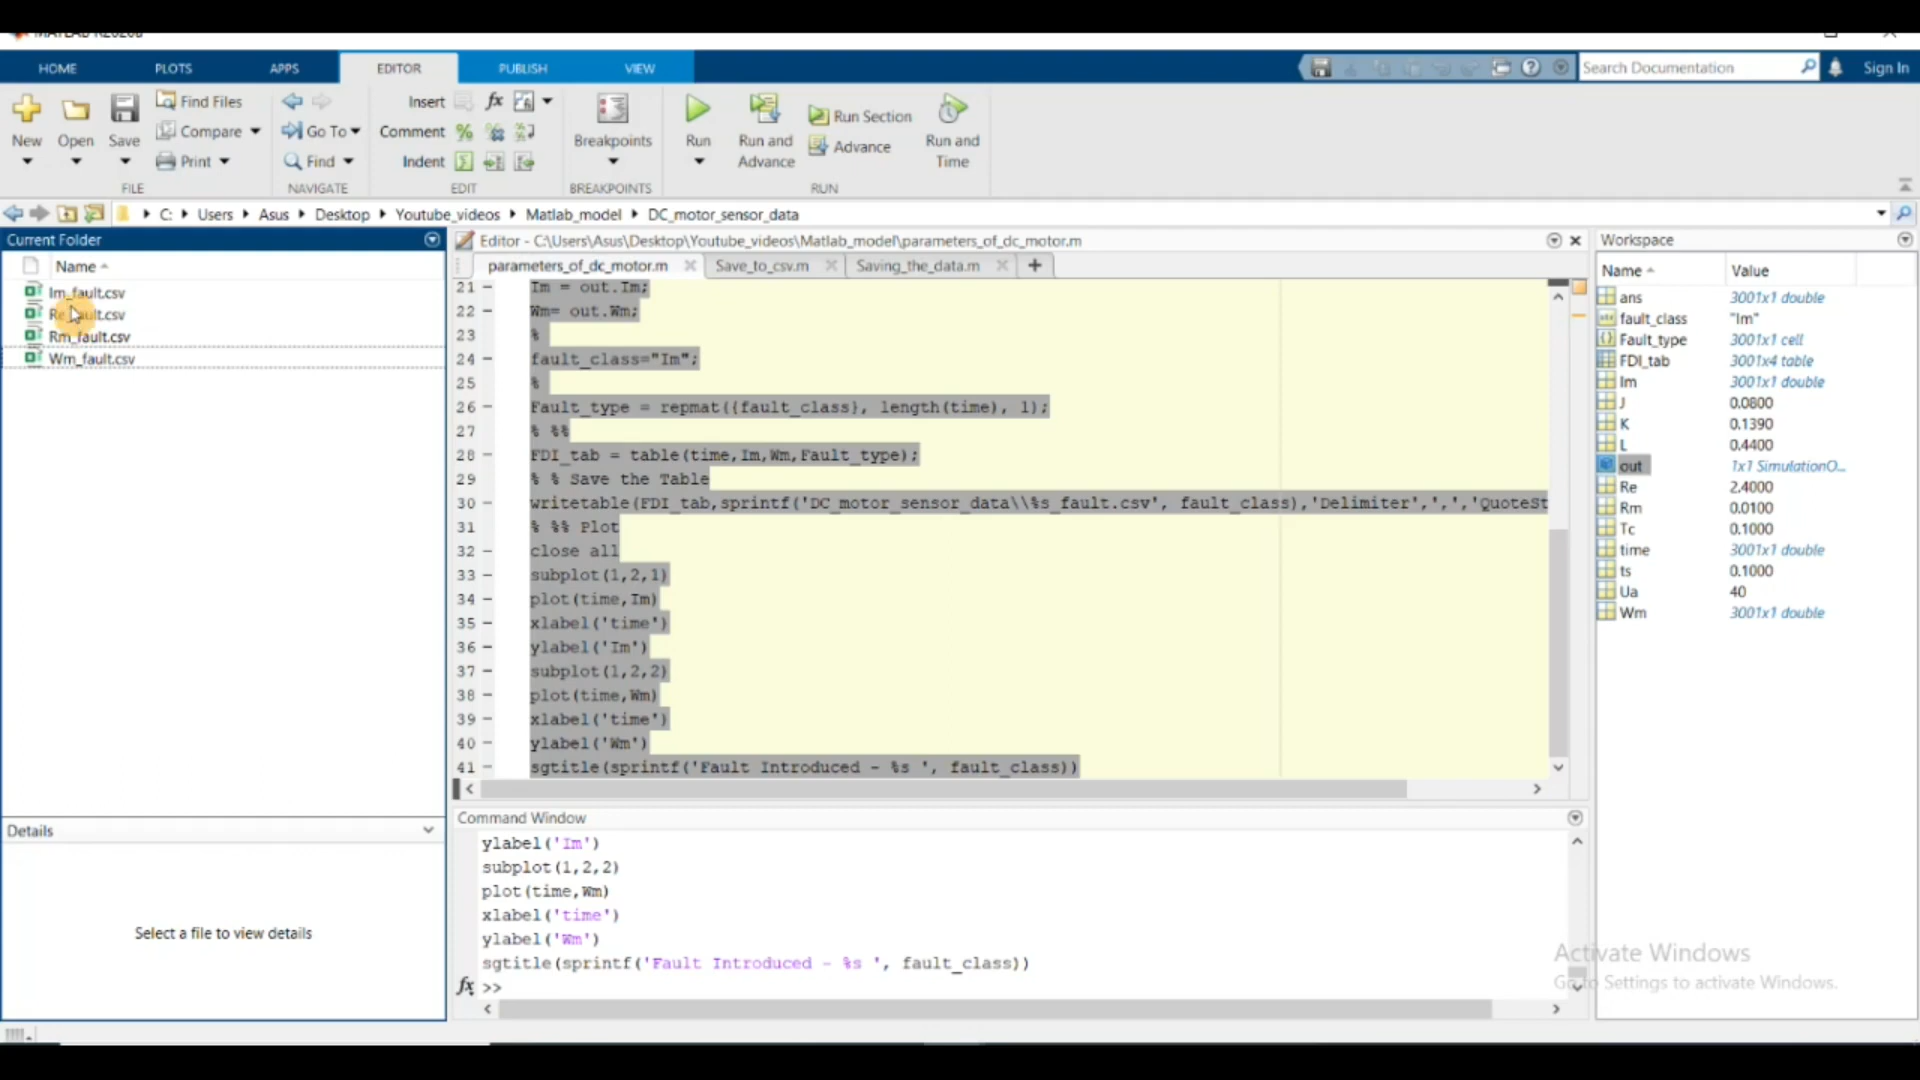 HOME PLOTS APPS EDITOR PUBLISH VIEW Search Documentation Sign In
New Open Save Find Files Compare Print
FILE
Go To Find
NAVIGATE
Insert fx
Comment
Indent
EDIT
Breakpoints
BREAKPOINTS
Run Run and Advance Run Section Advance Run and Time
RUN
C: Users Asus Desktop Youtube_videos Matlab_model DC_motor_sensor_data
Current Folder
Name
Im_fault.csv
Re_fault.csv
Rm_fault.csv
Wm_fault.csv
Details
Select a file to view details
Editor - C:\Users\Asus\Desktop\Youtube_videos\Matlab_model\parameters_of_dc_motor.m
parameters_of_dc_motor.m Save_to_csv.m Saving_the_data.m
21 - Im = out.Im;
22 - Wm= out.Wm;
23 %
24 - fault_class="Im";
25 %
26 - Fault_type = repmat({fault_class}, length(time), 1);
27 % %%
28 - FDI_tab = table(time,Im,Wm,Fault_type);
29 % % Save the Table
30 - writetable(FDI_tab,sprintf('DC_motor_sensor_data\\%s_fault.csv', fault_class),'Delimiter',',','QuoteSt
31 % %% Plot
32 - close all
33 - subplot(1,2,1)
34 - plot(time,Im)
35 - xlabel('time')
36 - ylabel('Im')
37 - subplot(1,2,2)
38 - plot(time,Wm)
39 - xlabel('time')
40 - ylabel('Wm')
41 - sgtitle(sprintf('Fault Introduced - %s ', fault_class))
Command Window
ylabel('Im')
subplot(1,2,2)
plot(time,Wm)
xlabel('time')
ylabel('Wm')
sgtitle(sprintf('Fault Introduced - %s ', fault_class))
fx >>
Workspace
Name Value
ans 3001x1 double
fault_class "Im"
Fault_type 3001x1 cell
FDI_tab 3001x4 table
Im 3001x1 double
J 0.0800
K 0.1390
L 0.4400
out 1x1 SimulationO...
Re 2.4000
Rm 0.0100
Tc 0.1000
time 3001x1 double
ts 0.1000
Ua 40
Wm 3001x1 double
Activate Windows
Go to Settings to activate Windows.